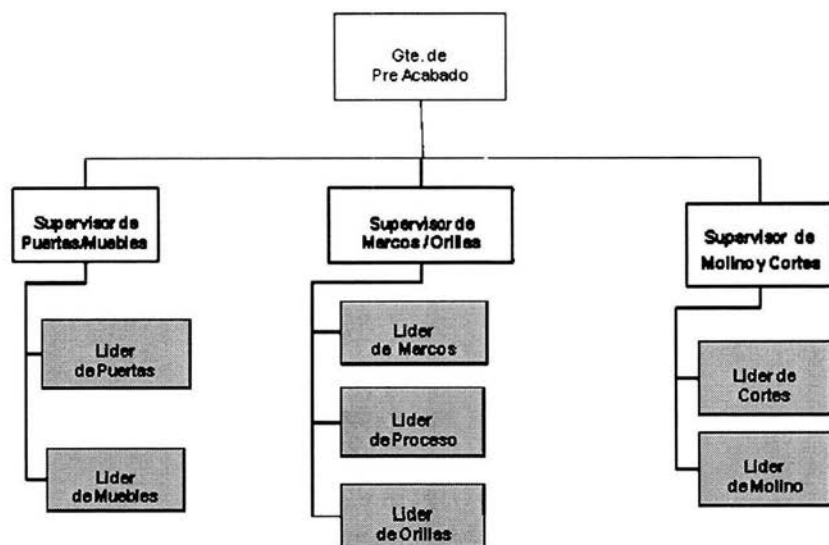 Gte. de
Pre Acabado
Supervisor de
Puertas/Muebles
Supervisor de
Marcos / Orillas
Supervisor de
Molino y Cortes
Lider
de Puertas
Lider
de Muebles
Lider
de Marcos
Lider
de Proceso
Lider
de Orillas
Lider de
Cortes
Lider
de Molino